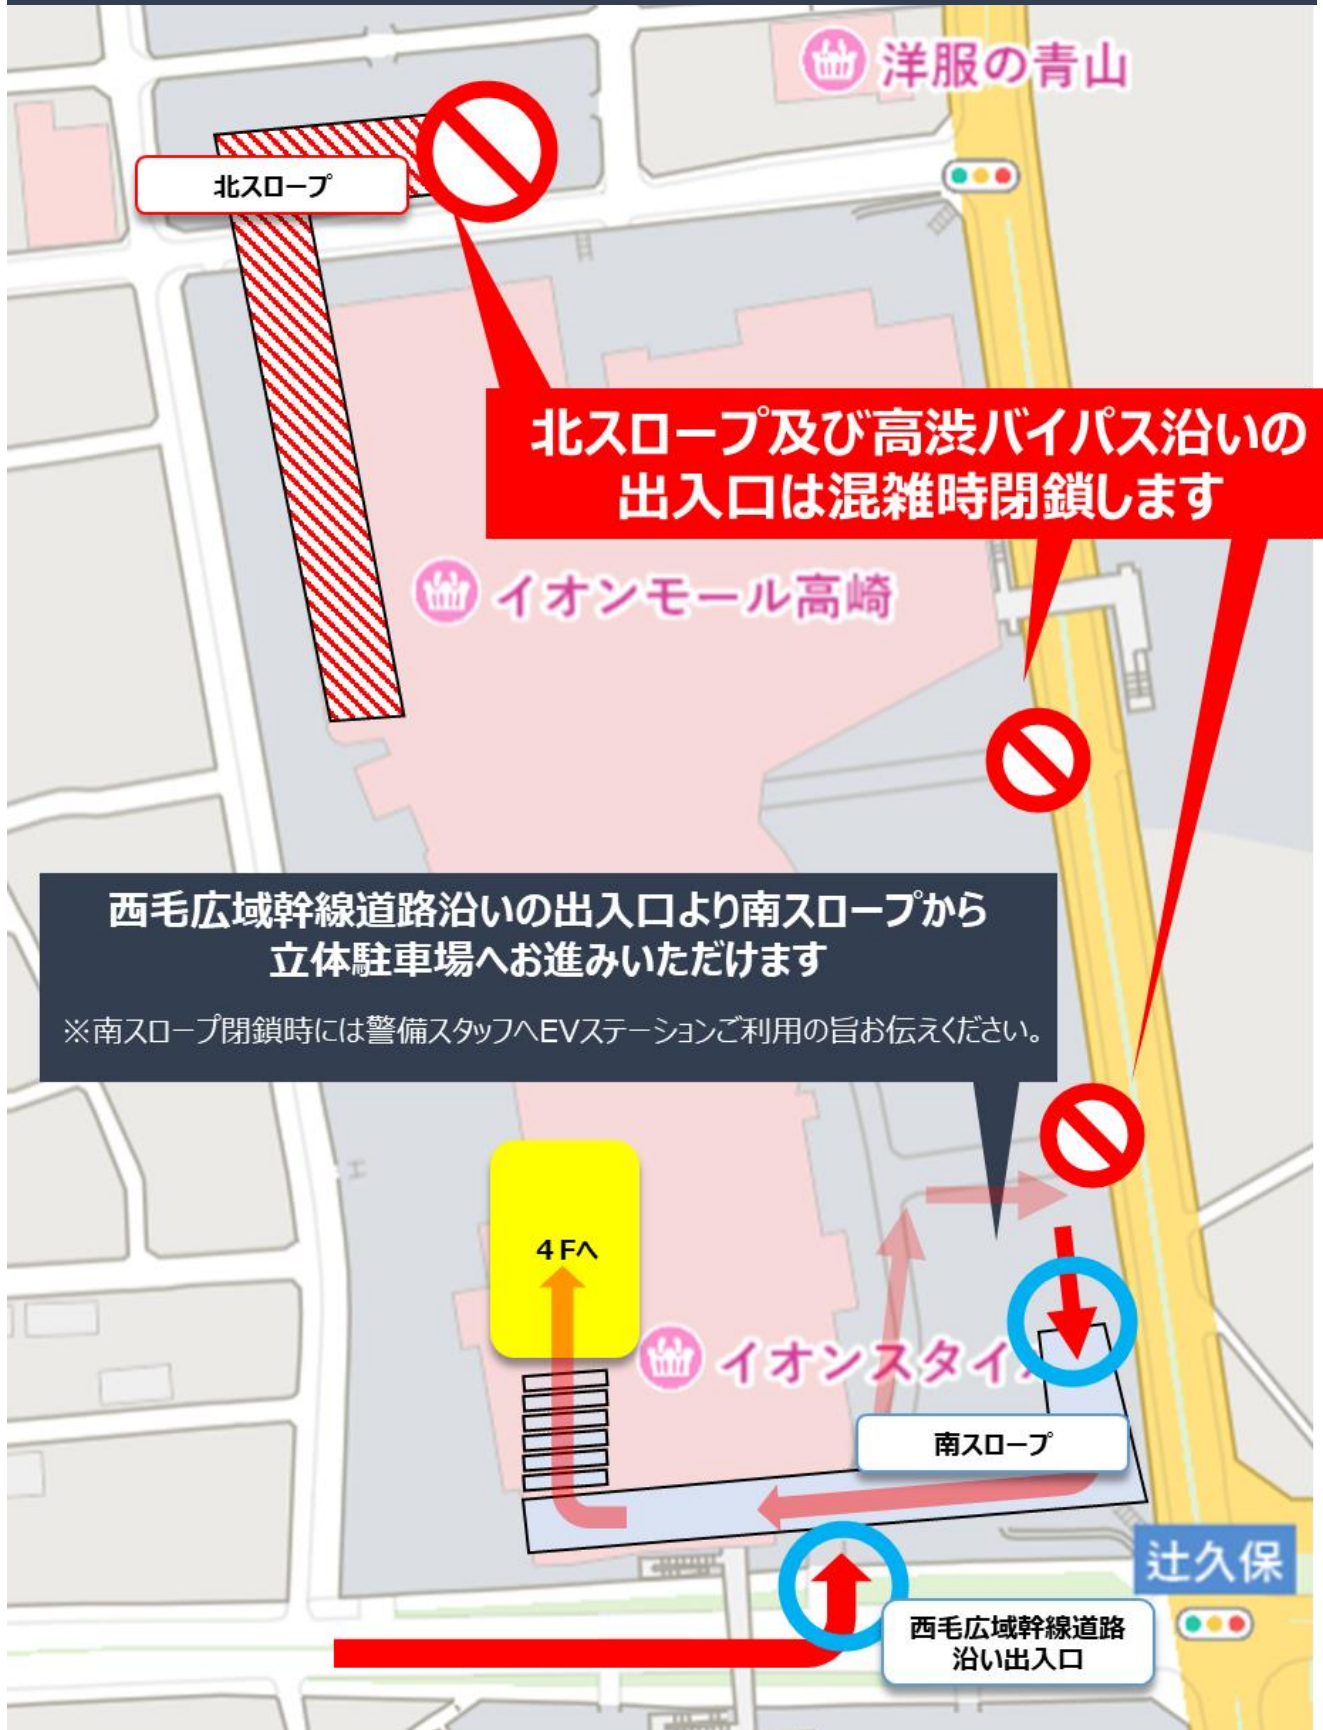 洋服の青山
北スロープ
北スロープ及び高渋バイパス沿いの
出入口は混雑時閉鎖します
イオンモール高崎
西毛広域幹線道路沿いの出入口より南スロープから
立体駐車場へお進みいただけます
※南スロープ閉鎖時には警備スタッフへEVステーションご利用の旨お伝えください。
４Fへ
イオンスタイ
南スロープ
辻久保
西毛広域幹線道路
沿い出入口